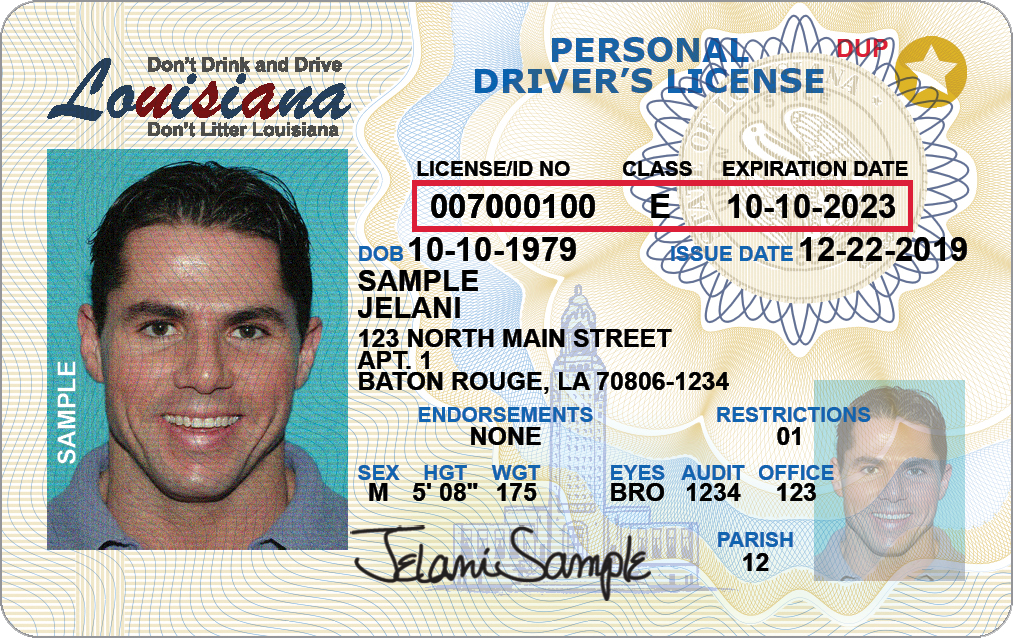 Don't Drink and Drive
Louisiana
Don't Litter Louisiana
PERSONAL DUP
DRIVER'S LICENSE
LICENSE/ID NO CLASS EXPIRATION DATE
007000100 E 10-10-2023
DOB 10-10-1979 ISSUE DATE 12-22-2019
SAMPLE
JELANI
123 NORTH MAIN STREET
APT. 1
BATON ROUGE, LA 70806-1234
ENDORSEMENTS RESTRICTIONS
NONE 01
SEX HGT WGT EYES AUDIT OFFICE
M 5' 08" 175 BRO 1234 123
PARISH
12
Jelani Sample
SAMPLE